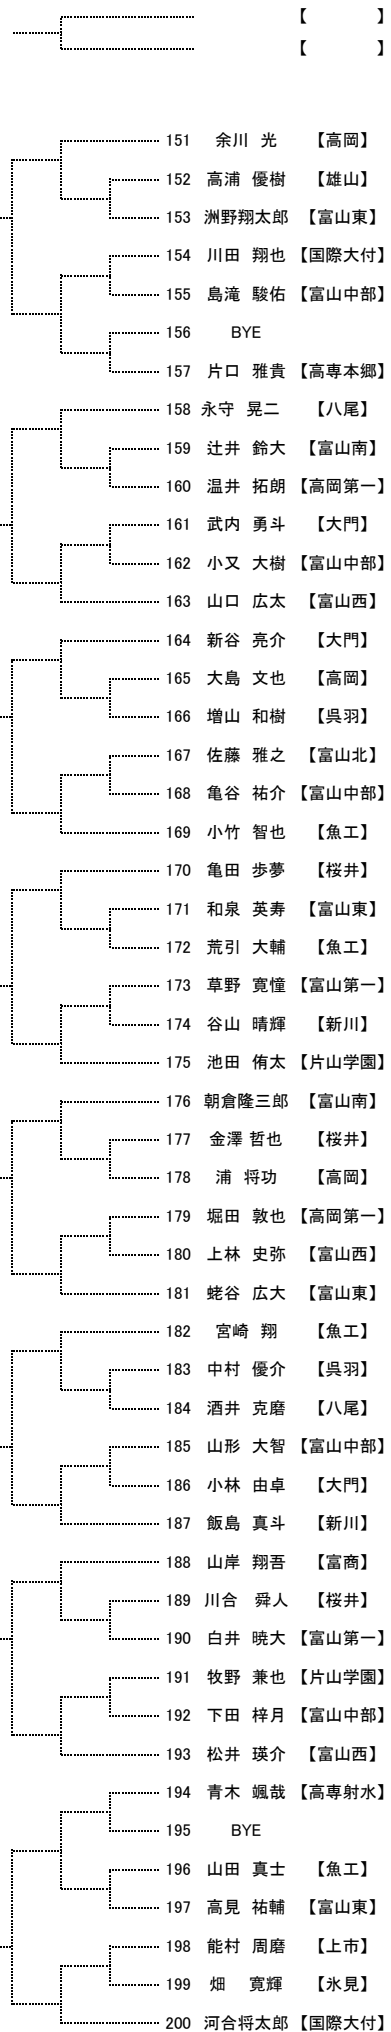 【 】
【 】
151 余川 光 【高岡】
152 高浦 優樹 【雄山】
153 洲野翔太郎 【富山東】
154 川田 翔也 【国際大付】
155 島滝 駿佑 【富山中部】
156 BYE
157 片口 雅貴 【高専本郷】
158 永守 晃二 【八尾】
159 辻井 鈴大 【富山南】
160 温井 拓朗 【高岡第一】
161 武内 勇斗 【大門】
162 小又 大樹 【富山中部】
163 山口 広太 【富山西】
164 新谷 亮介 【大門】
165 大島 文也 【高岡】
166 増山 和樹 【呉羽】
167 佐藤 雅之 【富山北】
168 亀谷 祐介 【富山中部】
169 小竹 智也 【魚工】
170 亀田 歩夢 【桜井】
171 和泉 英寿 【富山東】
172 荒引 大輔 【魚工】
173 草野 寛憧 【富山第一】
174 谷山 晴輝 【新川】
175 池田 侑太 【片山学園】
176 朝倉隆三郎 【富山南】
177 金澤 哲也 【桜井】
178 浦 将功 【高岡】
179 堀田 敦也 【高岡第一】
180 上林 史弥 【富山西】
181 蛯谷 広大 【富山東】
182 宮崎 翔 【魚工】
183 中村 優介 【呉羽】
184 酒井 克磨 【八尾】
185 山形 大智 【富山中部】
186 小林 由卓 【大門】
187 飯島 真斗 【新川】
188 山岸 翔吾 【富商】
189 川合 舜人 【桜井】
190 白井 暁大 【富山第一】
191 牧野 兼也 【片山学園】
192 下田 梓月 【富山中部】
193 松井 瑛介 【富山西】
194 青木 颯哉 【高専射水】
195 BYE
196 山田 真士 【魚工】
197 高見 祐輔 【富山東】
198 能村 周磨 【上市】
199 畑 寛輝 【氷見】
200 河合将太郎 【国際大付】